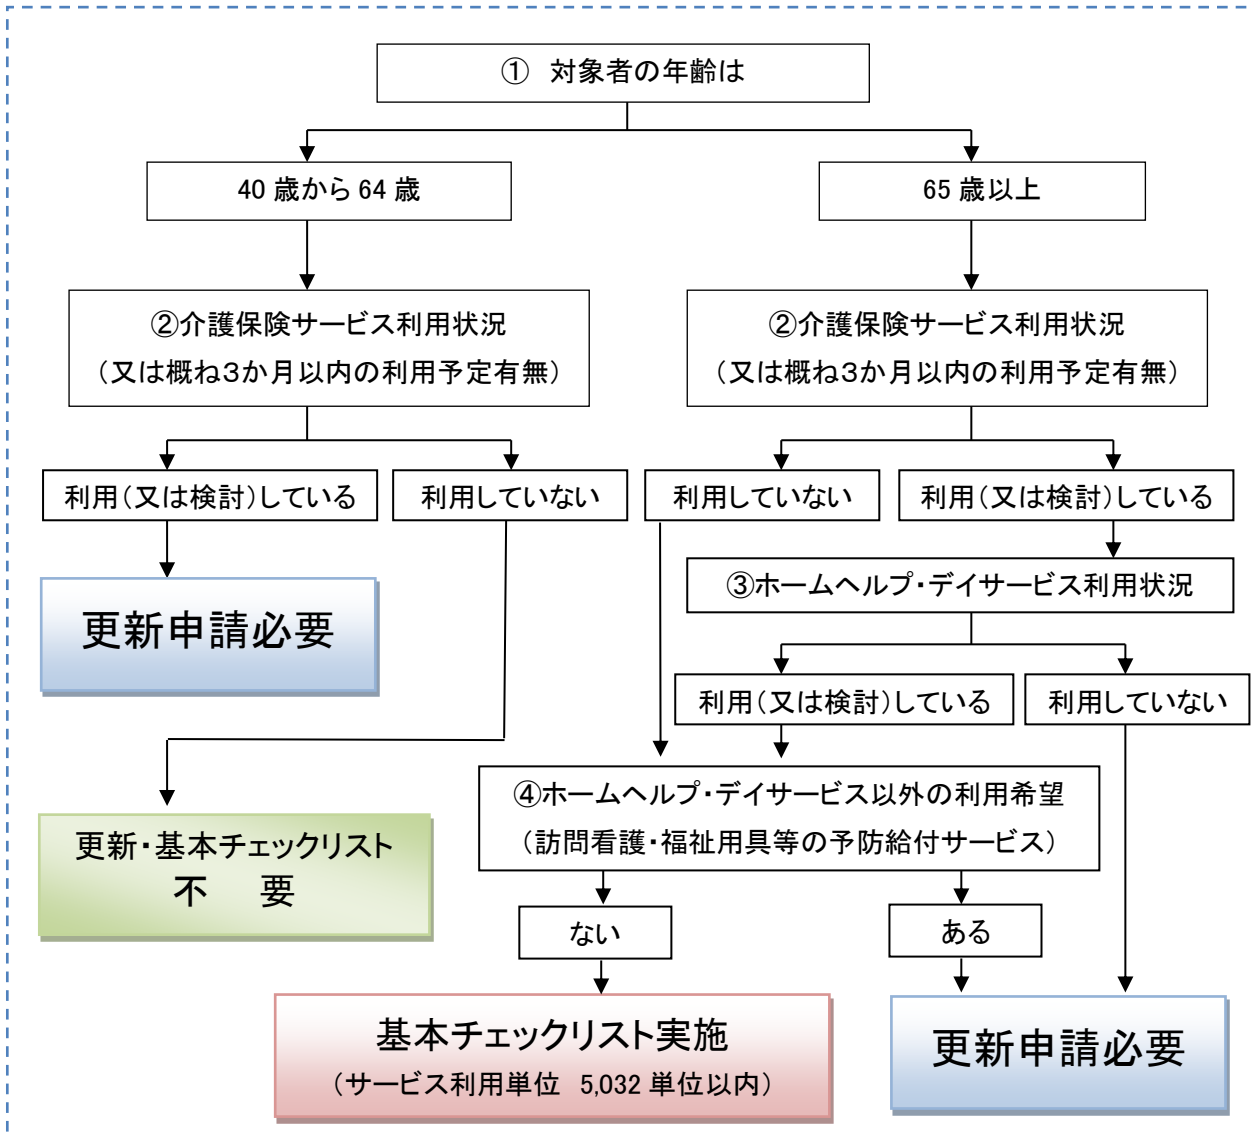 ① 対象者の年齢は
40 歳から 64 歳
65 歳以上
②介護保険サービス利用状況
（又は概ね3か月以内の利用予定有無）
②介護保険サービス利用状況
（又は概ね3か月以内の利用予定有無）
利用（又は検討）している
利用していない
利用していない
利用（又は検討）している
更新申請必要
③ホームヘルプ・デイサービス利用状況
利用（又は検討）している
利用していない
④ホームヘルプ・デイサービス以外の利用希望
（訪問看護・福祉用具等の予防給付サービス）
更新・基本チェックリスト
不 要
ない
ある
基本チェックリスト実施
（サービス利用単位 5,032 単位以内）
更新申請必要